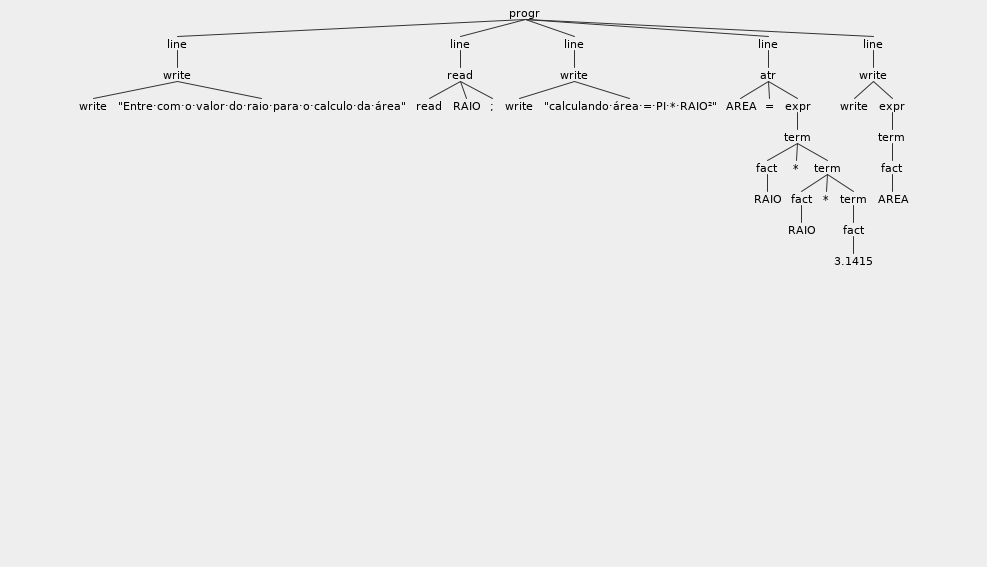 progr
line line line line line
write read write atr write
write "Entre·com·o·valor·do·raio·para·o·calculo·da·área" read RAIO ; write "calculando·área·=·PI·*·RAIO²" AREA = expr write expr
term term
fact * term fact
RAIO fact * term AREA
RAIO fact
3.1415